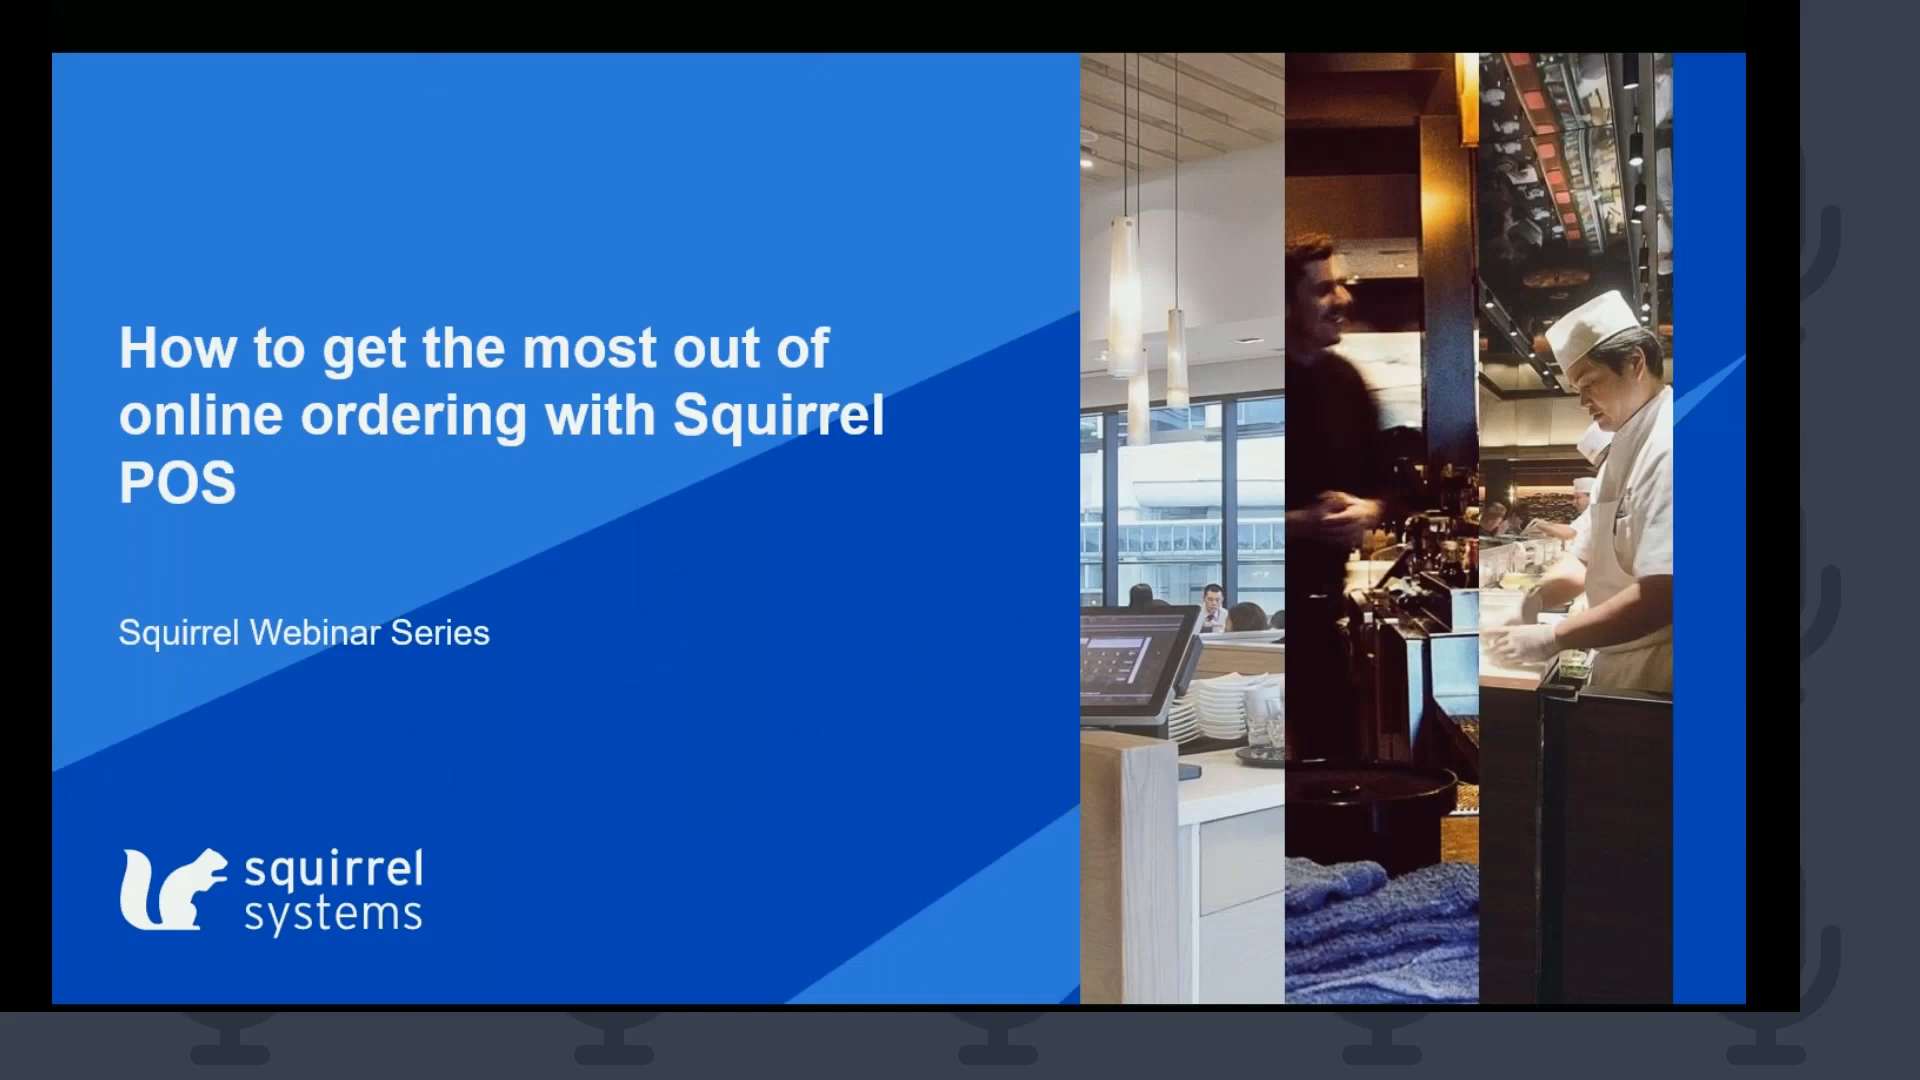 How to get the most out of
online ordering with Squirrel
POS
Squirrel Webinar Series
squirrel
systems